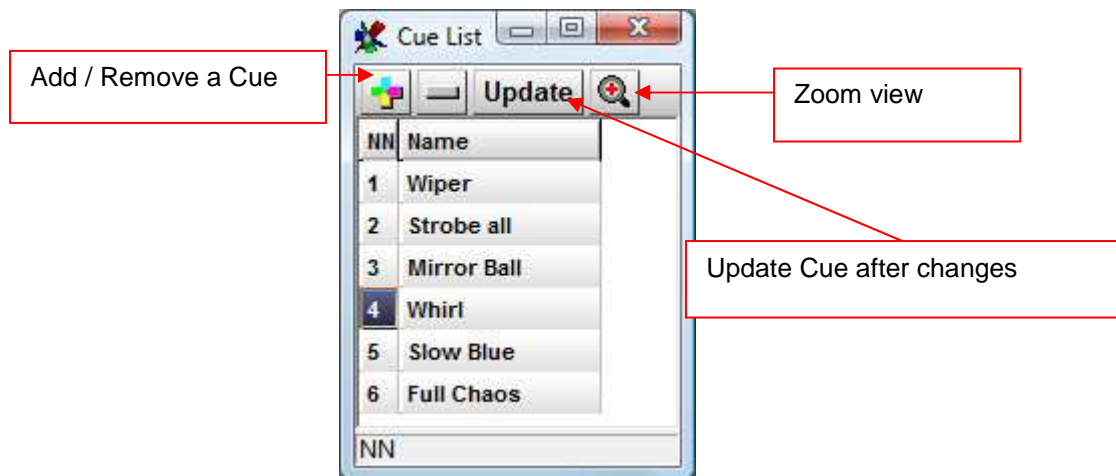 Cue List
Add / Remove a Cue
Update
Zoom view
NN Name
1 Wiper
2 Strobe all
3 Mirror Ball
Update Cue after changes
4 Whirl
5 Slow Blue
6 Full Chaos
NN